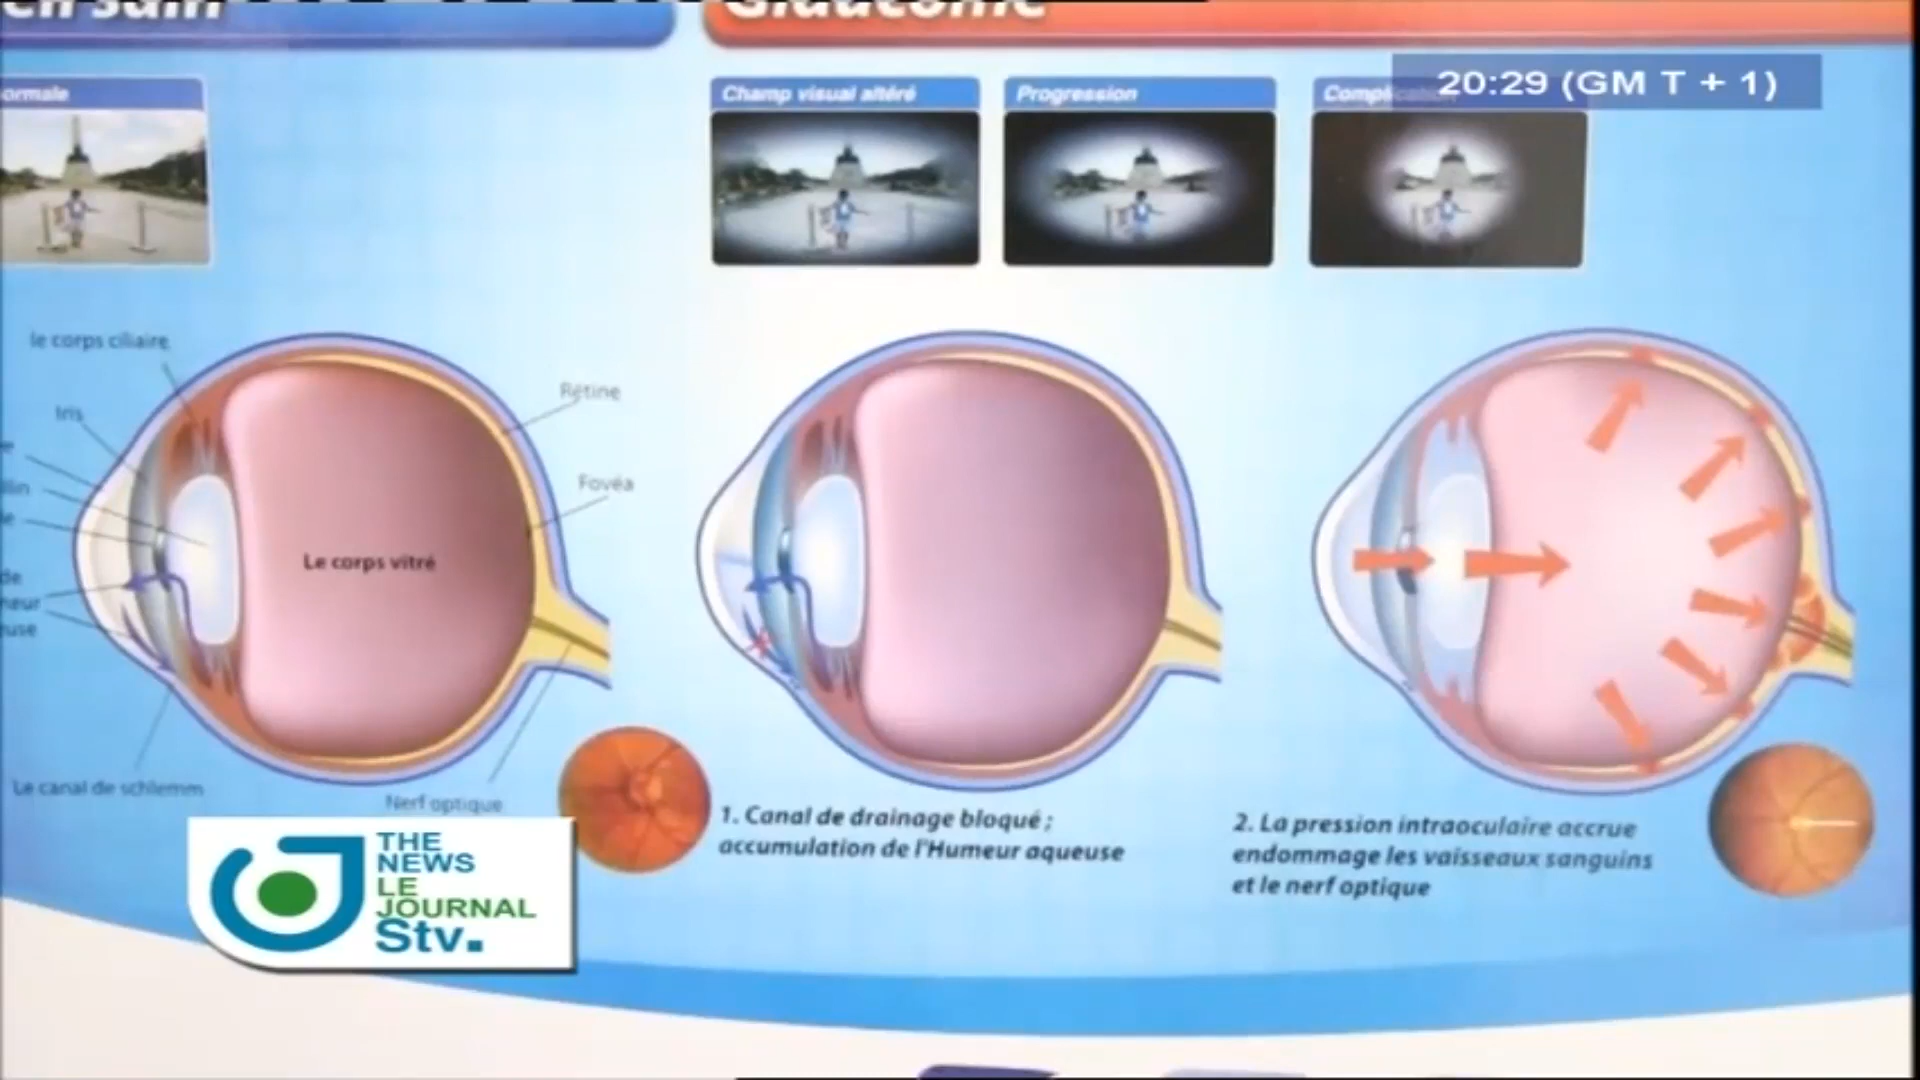 Glaucome
20:29 (GM T + 1)
Champ visual altéré
Progression
le corps ciliaire
Iris
Rétine
Fovéa
Le corps vitré
Le canal de schlemm
Nerf optique
1. Canal de drainage bloqué ;
accumulation de l'Humeur aqueuse
2. La pression intraoculaire accrue
endommage les vaisseaux sanguins
et le nerf optique
THE
NEWS
LE
JOURNAL
Stv.